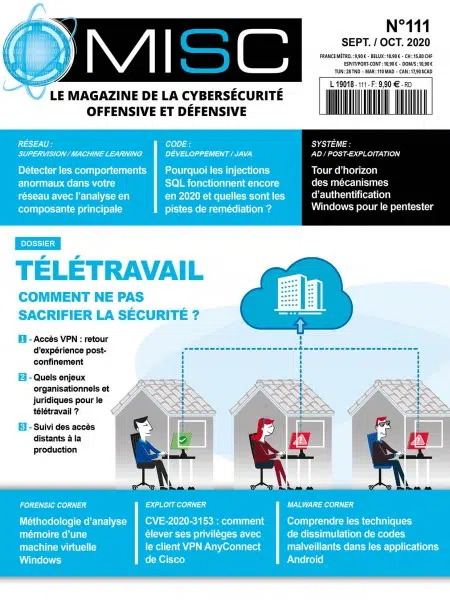 MISC
N°111
SEPT. / OCT. 2020
FRANCE MÉTRO. : 9,90 € - BELUX : 10,90 € - CH : 15,00 CHF
ESP/IT/PORT-CONT : 10,90 € - DOM/S : 10,90 €
TUN : 28 TND - MAR : 110 MAD - CAN : 17,90 $CAD
L 19018 - 111 - F: 9,90 € - RD
LE MAGAZINE DE LA CYBERSÉCURITÉ
OFFENSIVE ET DÉFENSIVE
RÉSEAU :
SUPERVISION / MACHINE LEARNING
Détecter les comportements
anormaux dans votre
réseau avec l'analyse en
composante principale
CODE :
DÉVELOPPEMENT / JAVA
Pourquoi les injections
SQL fonctionnent encore
en 2020 et quelles sont les
pistes de remédiation ?
SYSTÈME :
AD / POST-EXPLOITATION
Tour d'horizon
des mécanismes
d'authentification
Windows pour le pentester
DOSSIER
TÉLÉTRAVAIL
COMMENT NE PAS
SACRIFIER LA SÉCURITÉ ?
1 - Accès VPN : retour
d'expérience post-
confinement
2 - Quels enjeux
organisationnels et
juridiques pour le
télétravail ?
3 - Suivi des accès
distants à la
production
FORENSIC CORNER
Méthodologie d'analyse
mémoire d'une
machine virtuelle
Windows
EXPLOIT CORNER
CVE-2020-3153 : comment
élever ses privilèges avec
le client VPN AnyConnect
de Cisco
MALWARE CORNER
Comprendre les techniques
de dissimulation de codes
malveillants dans les applications
Android